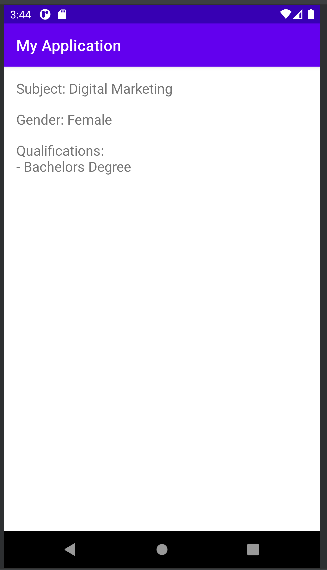 3:44
My Application
Subject: Digital Marketing
Gender: Female
Qualifications:
- Bachelors Degree